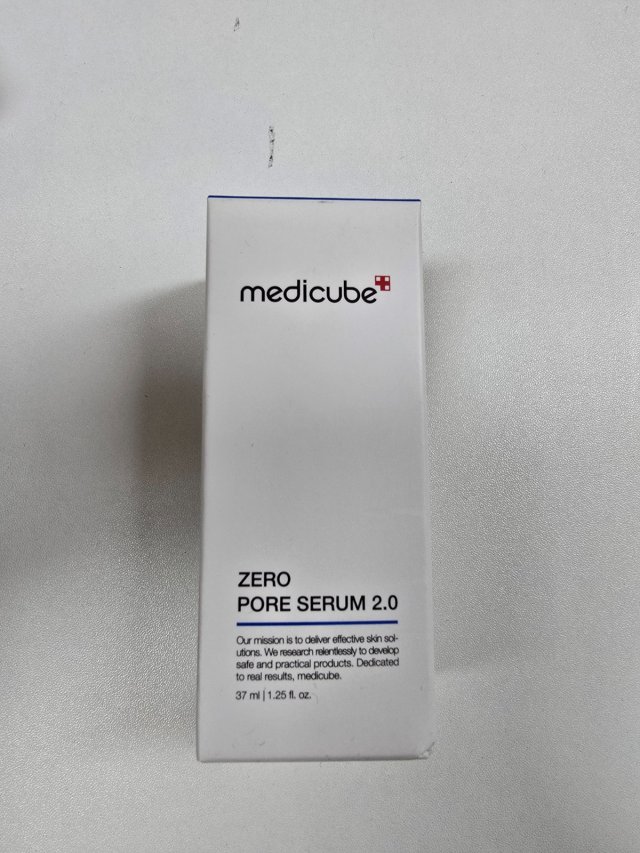 medicube
ZERO
PORE SERUM 2.0
Our mission is to deliver effective skin sol-
utions. We research relentlessly to develop
safe and practical products. Dedicated
to real results, medicube.
37 ml | 1.25 fl. oz.